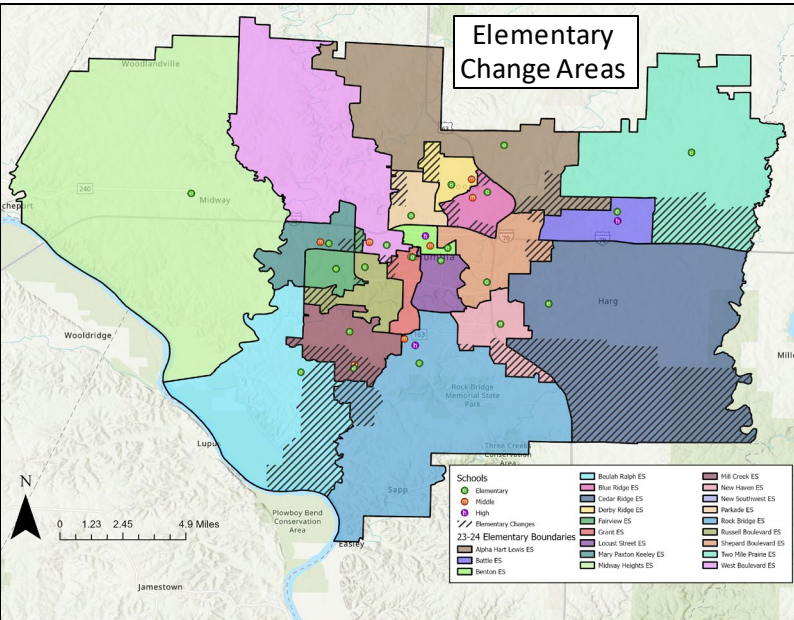 Elementary
Change Areas
Woodlandville
240
Midway
cheport
70
Harg
Wooldridge
163
Mill
Rock Bridge
Memorial State
Park
Lupu
Three Creeks
Conservation
Area
Sapp
N
0 1.23 2.45 4.9 Miles
Plowboy Bend
Conservation
Area
Easley
Jamestown
Schools
Elementary
Middle
High
Elementary Changes
23-24 Elementary Boundaries
Alpha Hart Lewis ES
Battle ES
Benton ES
Beulah Ralph ES
Blue Ridge ES
Cedar Ridge ES
Derby Ridge ES
Fairview ES
Grant ES
Locust Street ES
Mary Paxton Keeley ES
Midway Heights ES
Mill Creek ES
New Haven ES
New Southwest ES
Parkade ES
Rock Bridge ES
Russell Boulevard ES
Shepard Boulevard ES
Two Mile Prairie ES
West Boulevard ES